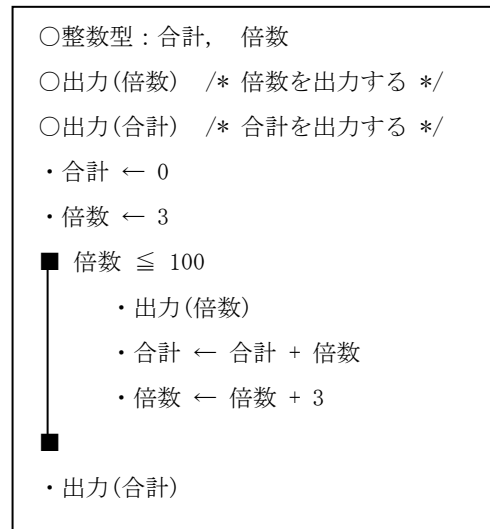 ○整数型：合計，　倍数
○出力(倍数)　/* 倍数を出力する */
○出力(合計)　/* 合計を出力する */
・合計 ← 0
・倍数 ← 3
■ 倍数 ≦ 100
・出力(倍数)
・合計 ← 合計 + 倍数
・倍数 ← 倍数 + 3
■
・出力(合計)